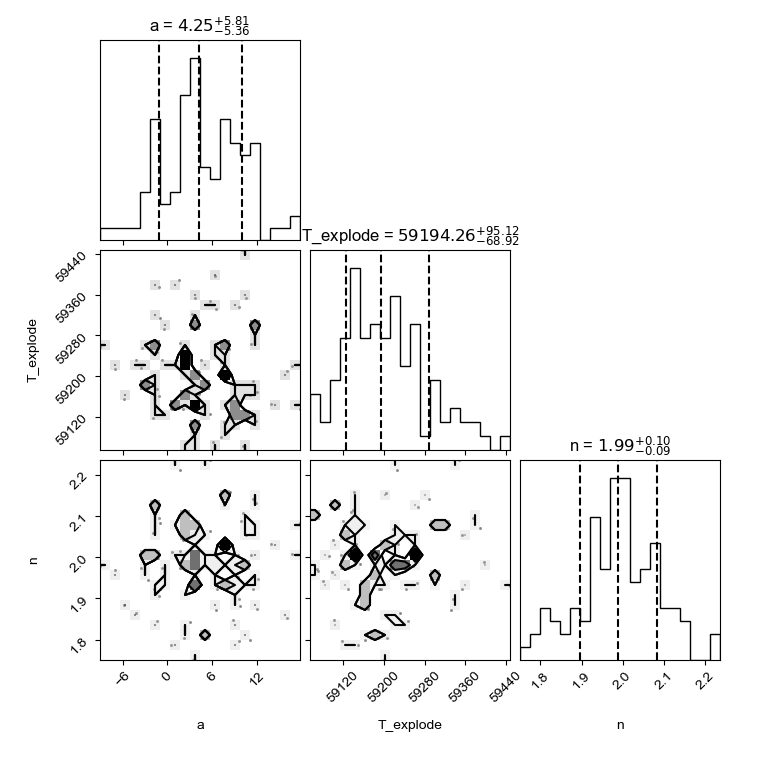 a = 4.25+5.81−5.36
T_explode = 59194.26+95.12−68.92
59440
59360
59280
59200
59120
T_explode
n = 1.99+0.10−0.09
2.2
2.1
2.0
1.9
1.8
n
−6 0 6 12
59120 59200 59280 59360 59440
1.8 1.9 2.0 2.1 2.2
a T_explode n